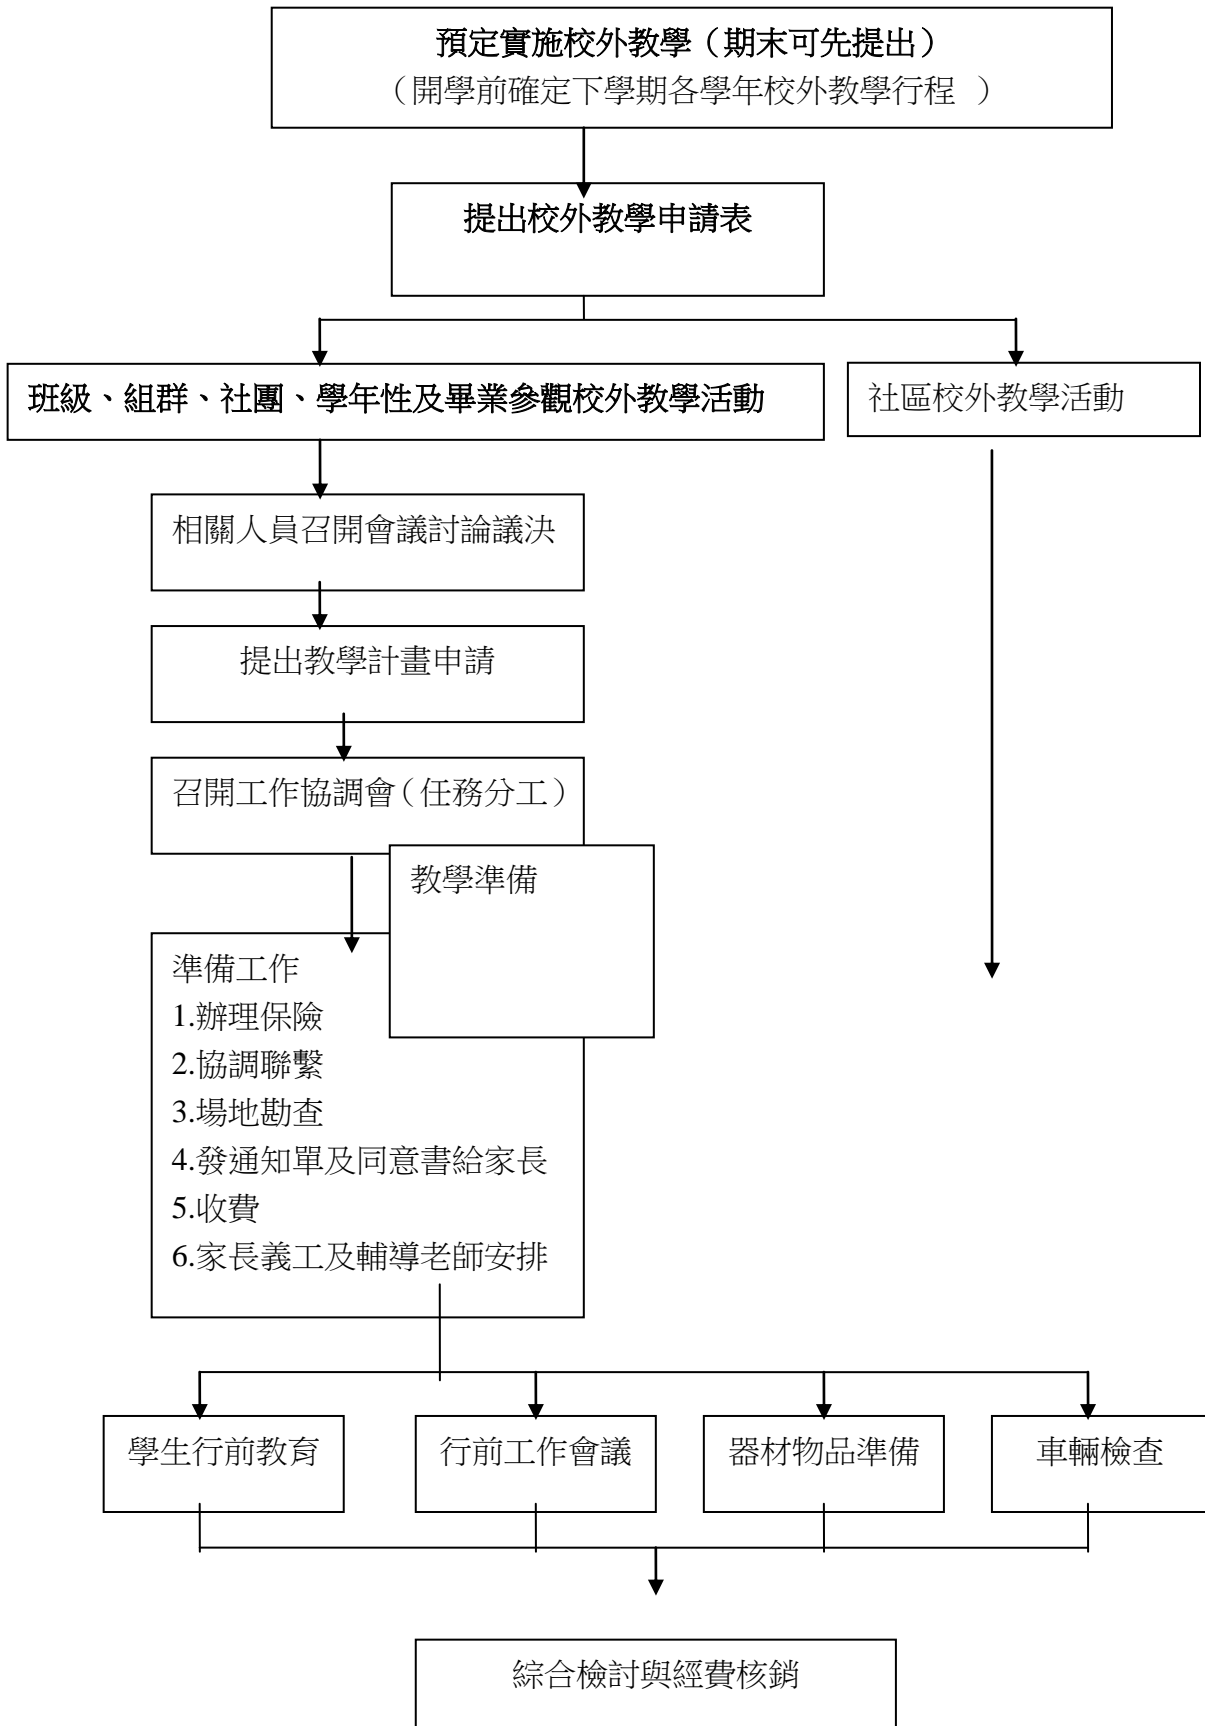 預定實施校外教學（期末可先提出）
（開學前確定下學期各學年校外教學行程 ）
提出校外教學申請表
班級、組群、社團、學年性及畢業參觀校外教學活動
社區校外教學活動
相關人員召開會議討論議決
提出教學計畫申請
召開工作協調會（任務分工）
教學準備
準備工作
1.辦理保險
2.協調聯繫
3.場地勘查
4.發通知單及同意書給家長
5.收費
6.家長義工及輔導老師安排
學生行前教育
行前工作會議
器材物品準備
車輛檢查
綜合檢討與經費核銷